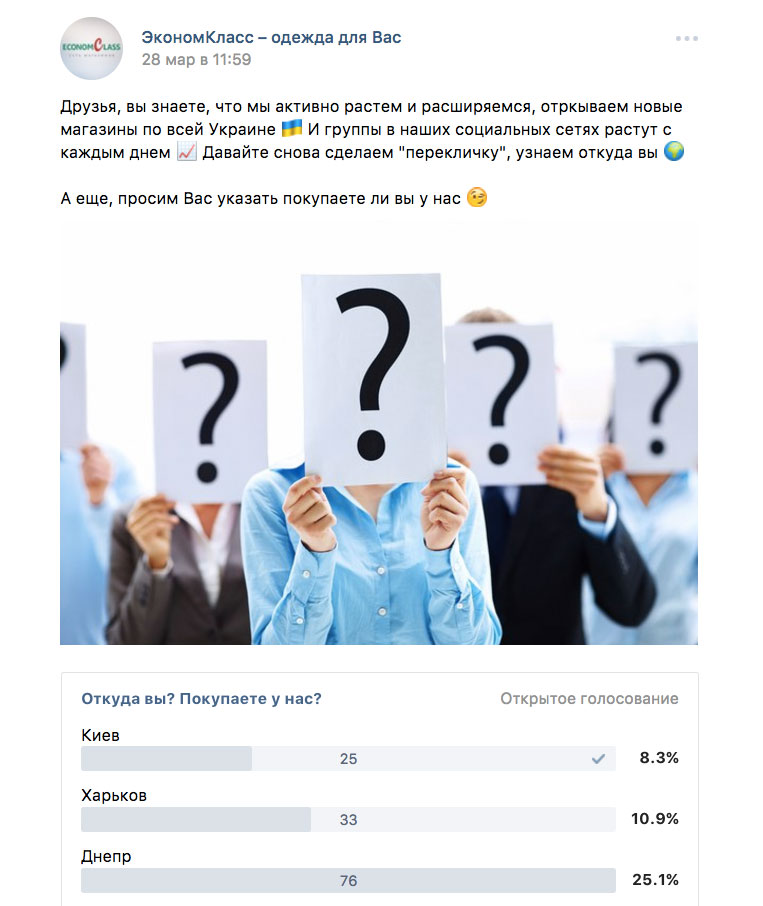 ECONOMCLASS
ЭкономКласс – одежда для Вас
28 мар в 11:59
Друзья, вы знаете, что мы активно растем и расширяемся, отркываем новые
магазины по всей Украине 🇺🇦 И группы в наших социальных сетях растут с
каждым днем 📈 Давайте снова сделаем "перекличку", узнаем откуда вы 🌍
А еще, просим Вас указать покупаете ли вы у нас 😉
? ? ? ?
Откуда вы? Покупаете у нас?
Открытое голосование
Киев
25 8.3%
Харьков
33 10.9%
Днепр
76 25.1%